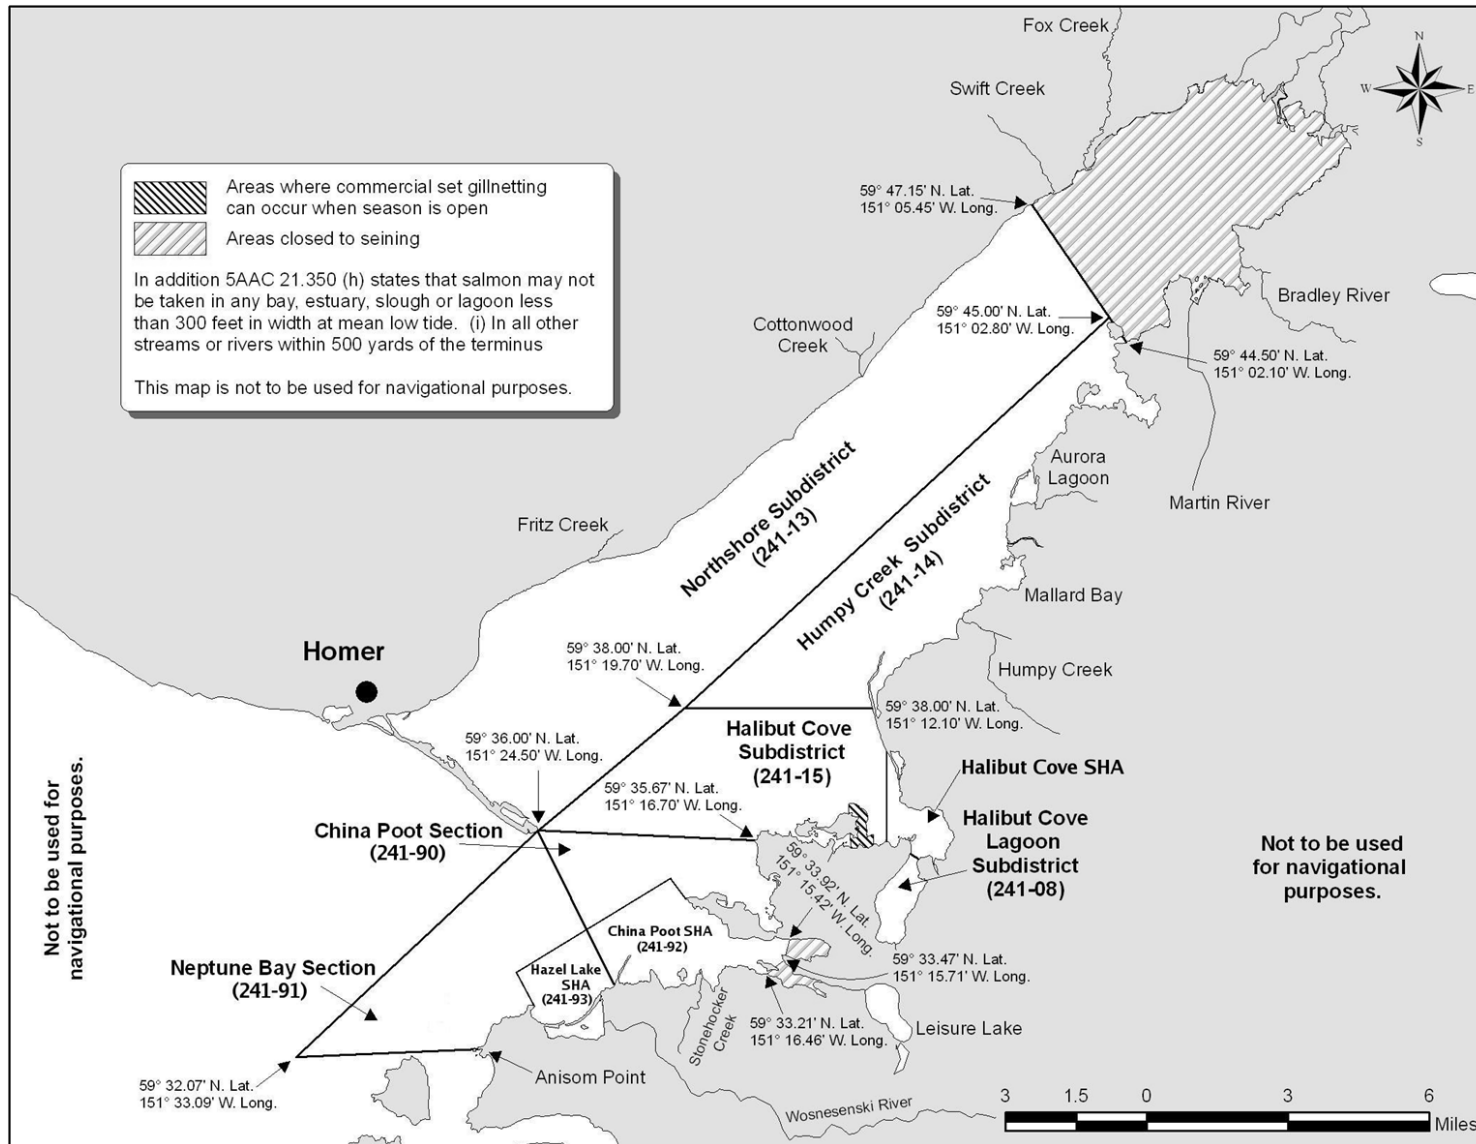 Fox Creek
Swift Creek
N
W
E
S
Areas where commercial set gillnetting
can occur when season is open
Areas closed to seining
In addition 5AAC 21.350 (h) states that salmon may not
be taken in any bay, estuary, slough or lagoon less
than 300 feet in width at mean low tide.  (i) In all other
streams or rivers within 500 yards of the terminus
This map is not to be used for navigational purposes.
59° 47.15' N. Lat.
151° 05.45' W. Long.
Bradley River
59° 45.00' N. Lat.
151° 02.80' W. Long.
Cottonwood
Creek
59° 44.50' N. Lat.
151° 02.10' W. Long.
Aurora
Lagoon
Martin River
Northshore Subdistrict
(241-13)
Humpy Creek Subdistrict
(241-14)
Fritz Creek
Mallard Bay
Homer
59° 38.00' N. Lat.
151° 19.70' W. Long.
Humpy Creek
59° 38.00' N. Lat.
151° 12.10' W. Long.
Halibut Cove
Subdistrict
(241-15)
59° 36.00' N. Lat.
151° 24.50' W. Long.
Halibut Cove SHA
59° 35.67' N. Lat.
151° 16.70' W. Long.
Halibut Cove
Lagoon
Subdistrict
(241-08)
China Poot Section
(241-90)
Not to be used for
navigational purposes.
Not to be used
for navigational
purposes.
59° 33.92' N. Lat.
151° 15.42' W. Long.
China Poot SHA
(241-92)
Neptune Bay Section
(241-91)
Hazel Lake
SHA
(241-93)
59° 33.47' N. Lat.
151° 15.71' W. Long.
Stonehocker
Creek
59° 33.21' N. Lat.
151° 16.46' W. Long.
Leisure Lake
Anisom Point
59° 32.07' N. Lat.
151° 33.09' W. Long.
Wosnesenski River
3 1.5 0 3 6
Miles